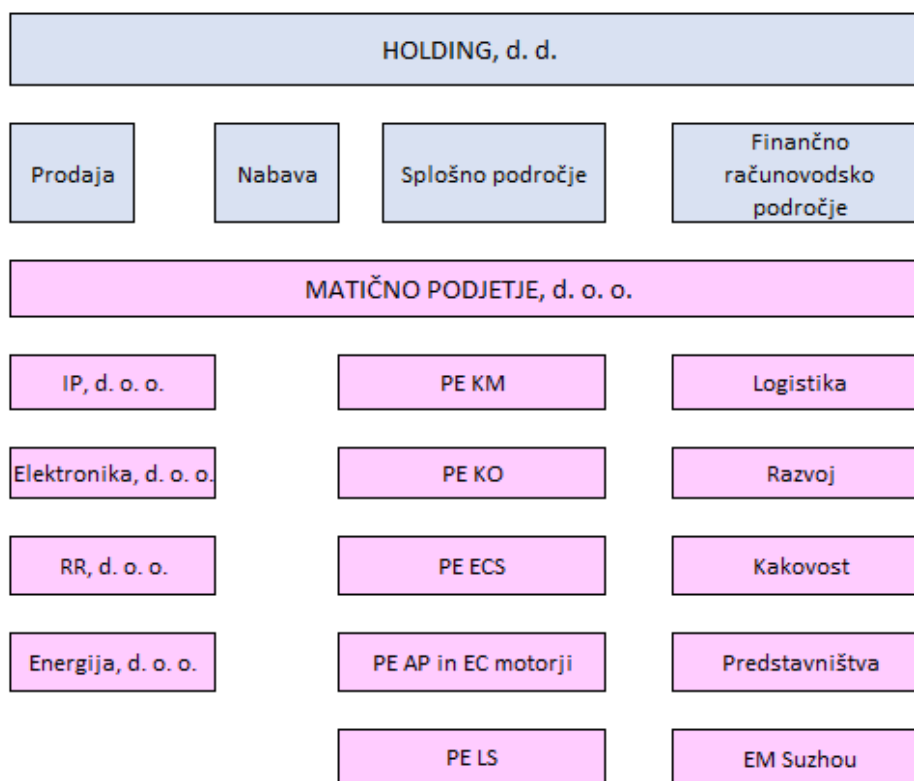 HOLDING, d. d.
Prodaja
Nabava
Splošno področje
Finančno
računovodsko
področje
MATIČNO PODJETJE, d. o. o.
IP, d. o. o.
PE KM
Logistika
Elektronika, d. o. o.
PE KO
Razvoj
RR, d. o. o.
PE ECS
Kakovost
Energija, d. o. o.
PE AP in EC motorji
Predstavništva
PE LS
EM Suzhou